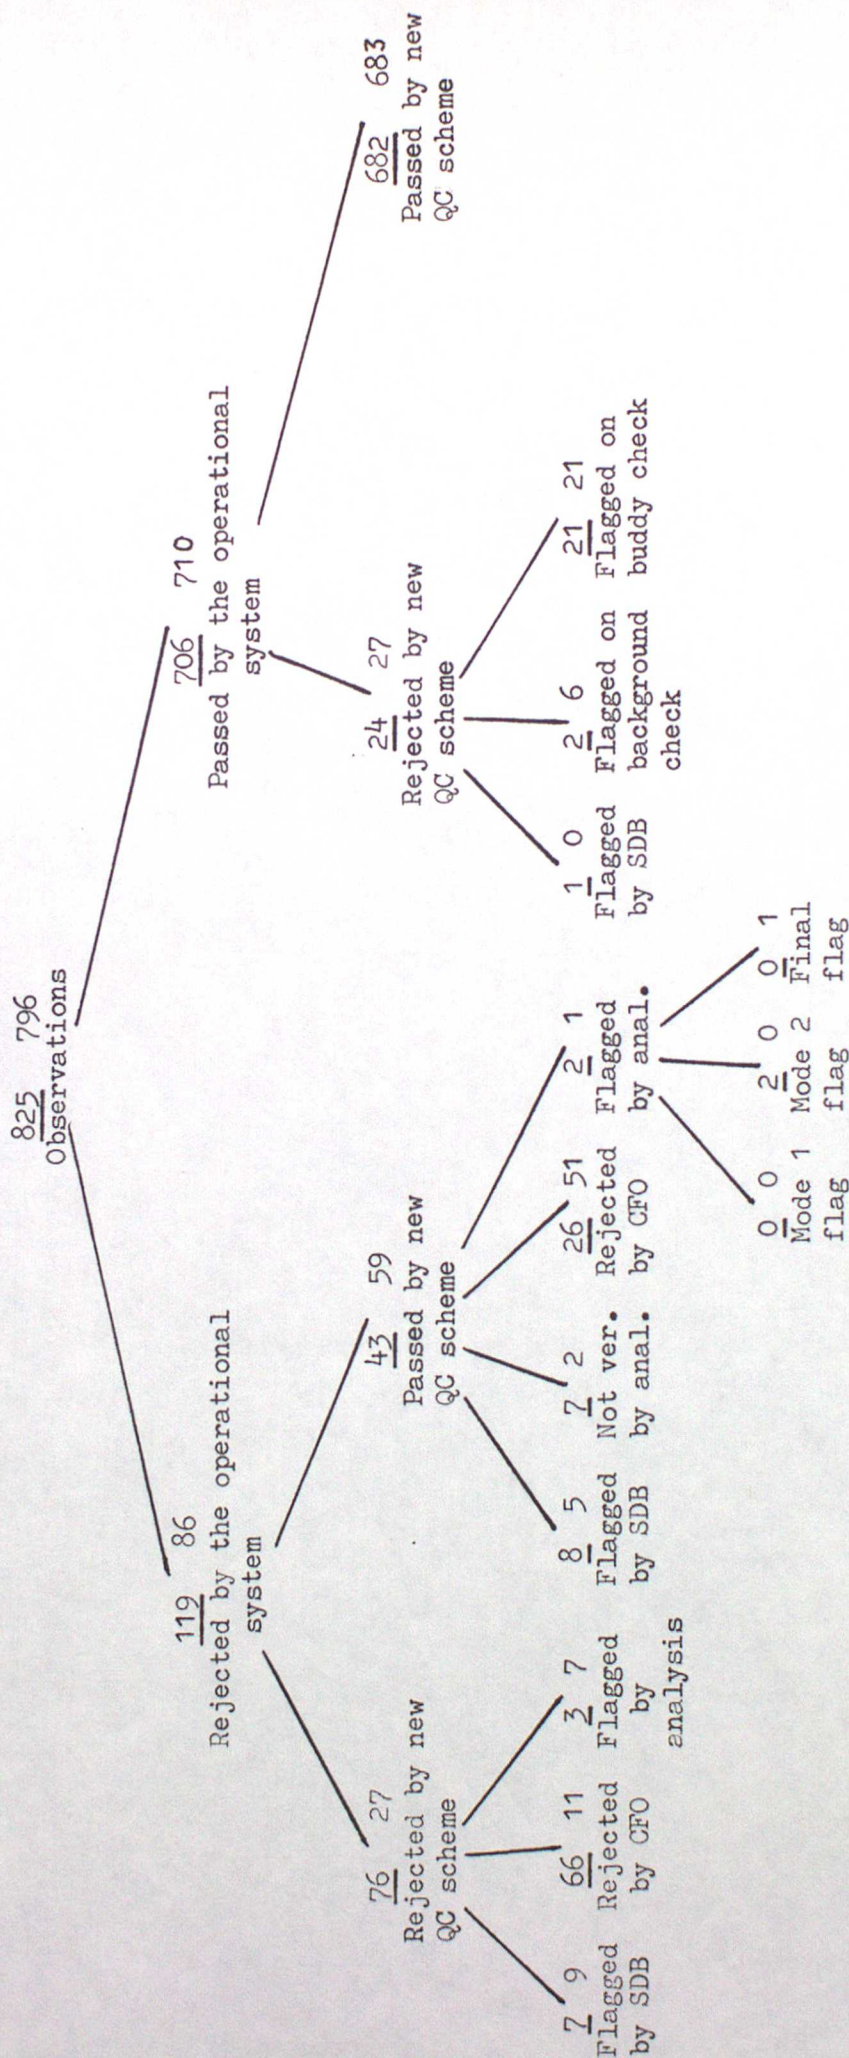 825 796
Observations
119 86
Rejected by the operational
system
706 710
Passed by the operational
system
76 27
Rejected by new
QC scheme
43 59
Passed by new
QC scheme
24 27
Rejected by new
QC scheme
682 683
Passed by new
QC scheme
7 9
Flagged
by SDB
66 11
Rejected
by CFO
3 7
Flagged
by
analysis
8 5
Flagged
by SDB
7 2
Not ver.
by anal.
26 51
Rejected
by CFO
2 1
Flagged
by anal.
1 0
Flagged
by SDB
2 6
Flagged on
background
check
21 21
Flagged on
buddy check
0 0
Mode 1
flag
2 0
Mode 2
flag
0 1
Final
flag